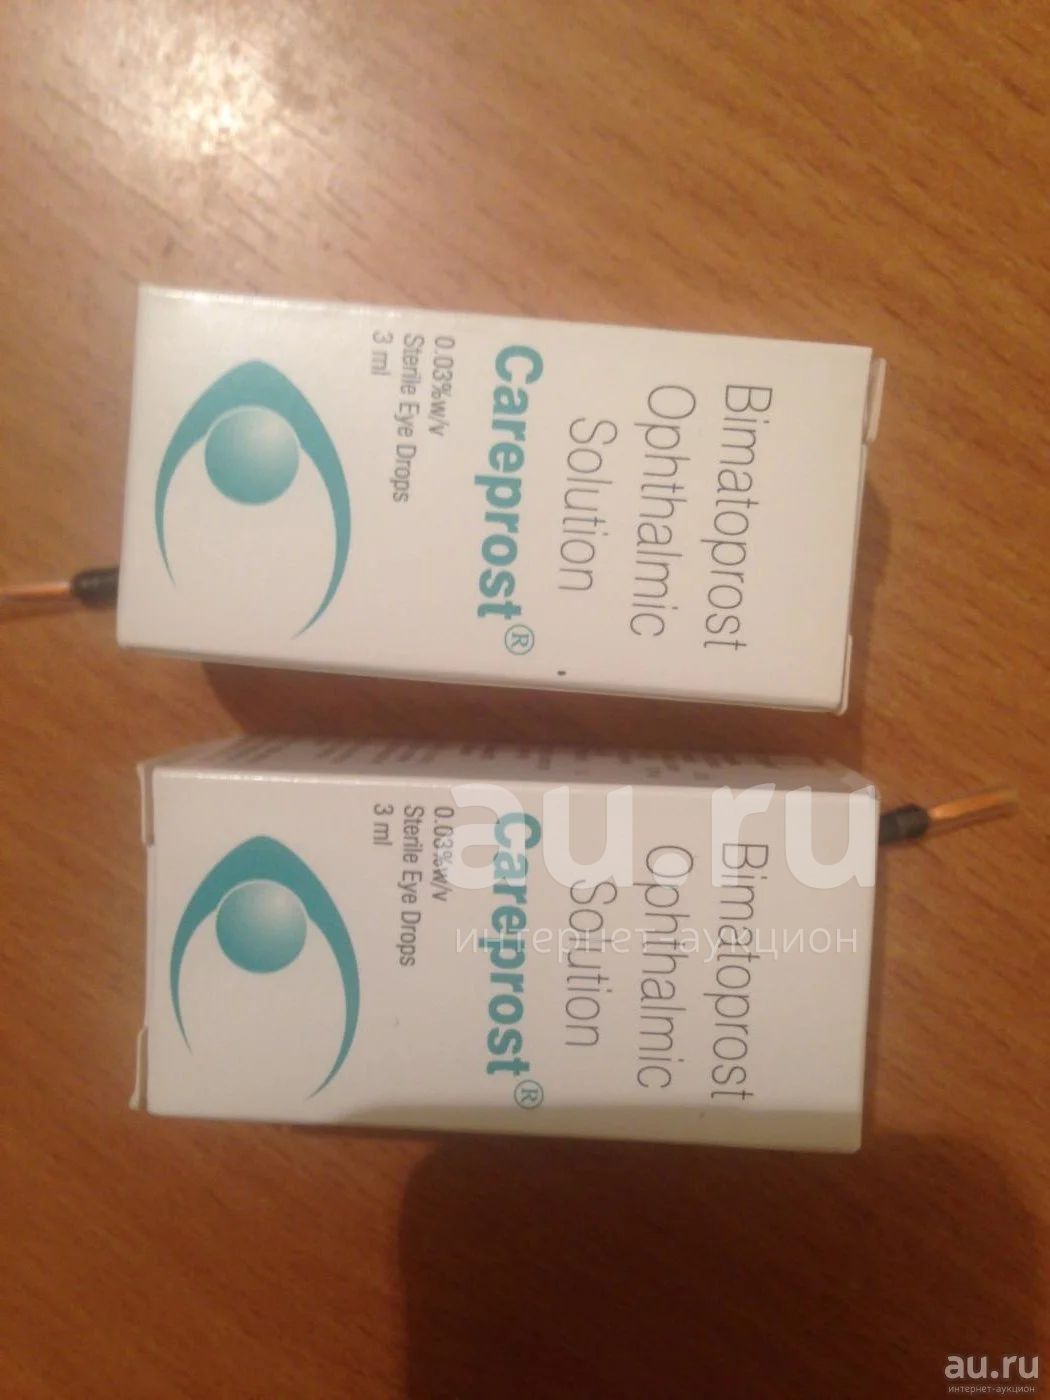 Bimatoprost
Ophthalmic
Solution
Careprost®
0.03%w/v
Sterile Eye Drops
3 ml
Bimatoprost
Ophthalmic
Solution
Careprost®
0.03%w/v
Sterile Eye Drops
3 ml
au.ru
интернет-аукцион
au.ru
интернет-аукцион